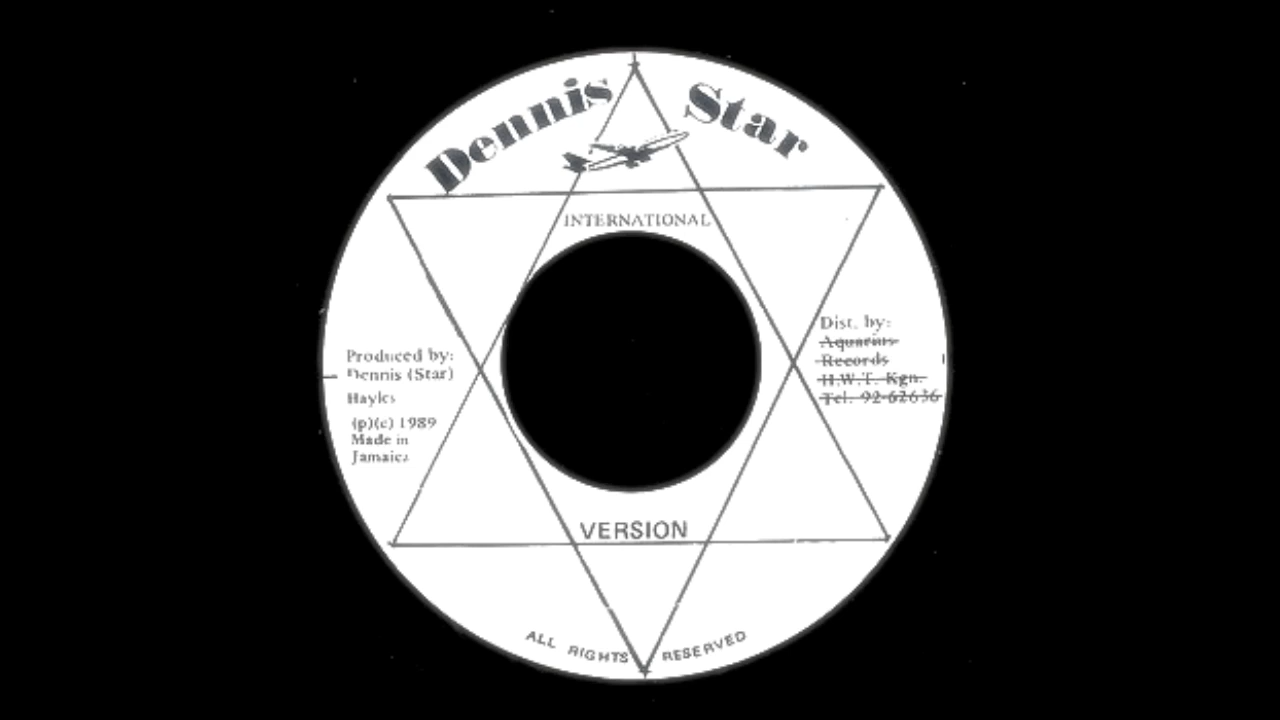 Dennis Star
INTERNATIONAL
Produced by:
Dennis (Star)
Hayles
(p)(c) 1989
Made in
Jamaica
Dist. by:
Aquarius
Records
H.W.T. Kgn.
Tel. 92-62636
VERSION
ALL RIGHTS RESERVED